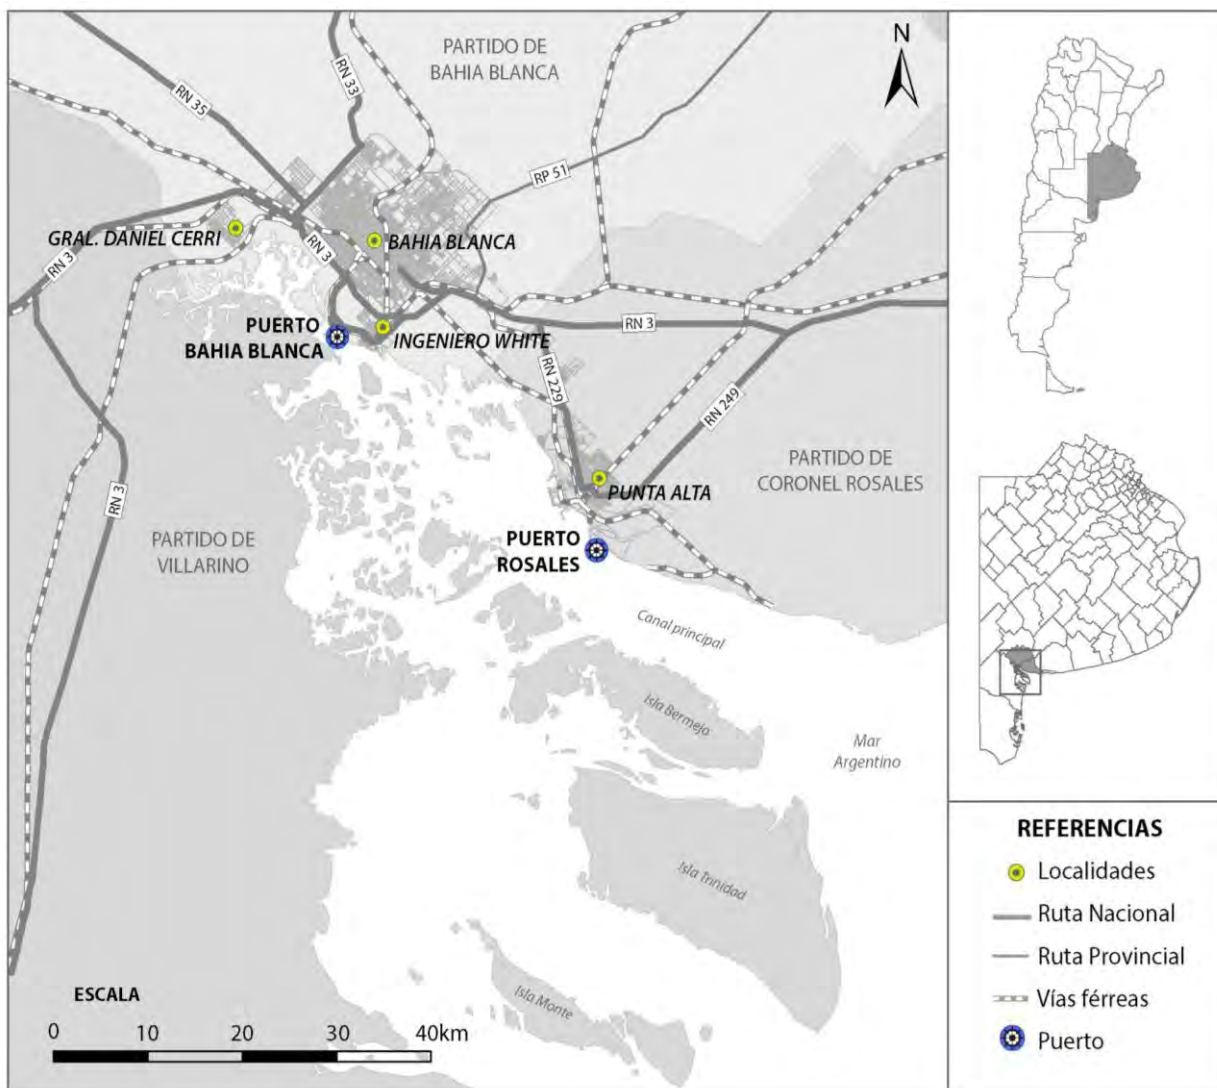 N
PARTIDO DE
BAHIA BLANCA
RN 35
RN 33
RP 51
GRAL. DANIEL CERRI
BAHIA BLANCA
RN 3
RN 3
PUERTO
BAHIA BLANCA
INGENIERO WHITE
RN 3
RN 229
RN 249
PARTIDO DE
CORONEL ROSALES
PUNTA ALTA
RN 3
PARTIDO DE
VILLARINO
PUERTO
ROSALES
Canal principal
Isla Bermeja
Mar
Argentino
Isla Trinidad
Isla Monte
ESCALA
0 10 20 30 40km
REFERENCIAS
Localidades
Ruta Nacional
Ruta Provincial
Vías férreas
Puerto